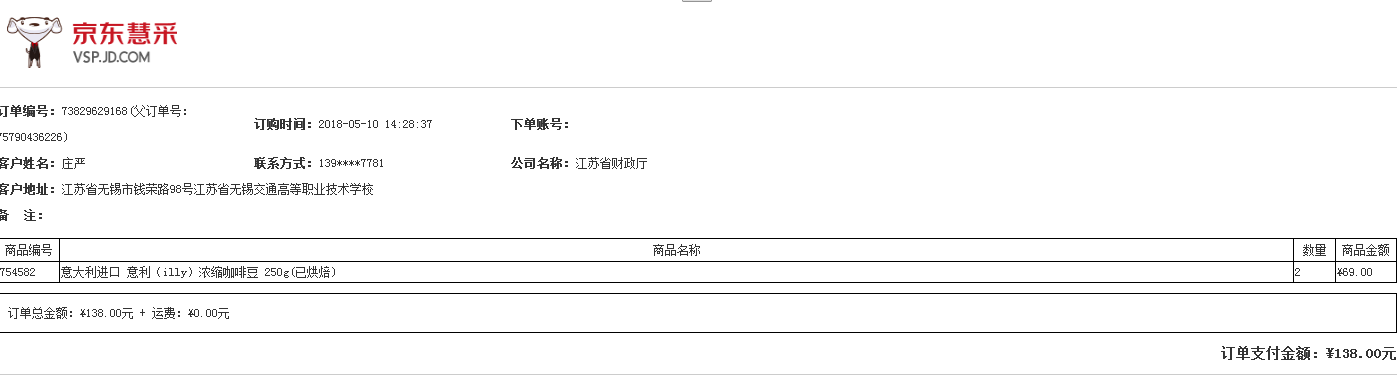 京东慧采
VSP.JD.COM
订单编号：73829629168(父订单号：
75790436226)
订购时间：2018-05-10 14:28:37
下单账号：
客户姓名：庄严
联系方式：139****7781
公司名称：江苏省财政厅
客户地址：江苏省无锡市钱荣路98号江苏省无锡交通高等职业技术学校
备 注：
商品编号 商品名称 数量 商品金额
754582 意大利进口 意利（illy）浓缩咖啡豆 250g(已烘焙) 2 ¥69.00
订单总金额：¥138.00元 + 运费：¥0.00元
订单支付金额：¥138.00元